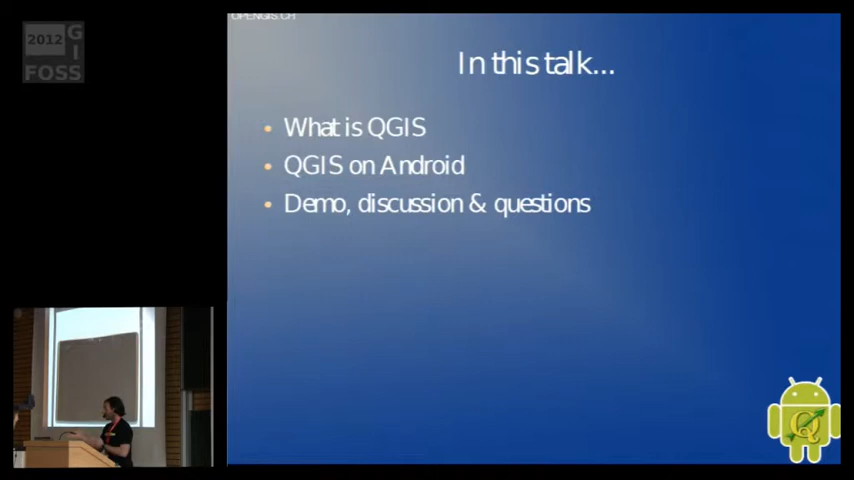 2012
GI
FOSS
OPENGIS.CH
In this talk...
• What is QGIS
• QGIS on Android
• Demo, discussion & questions